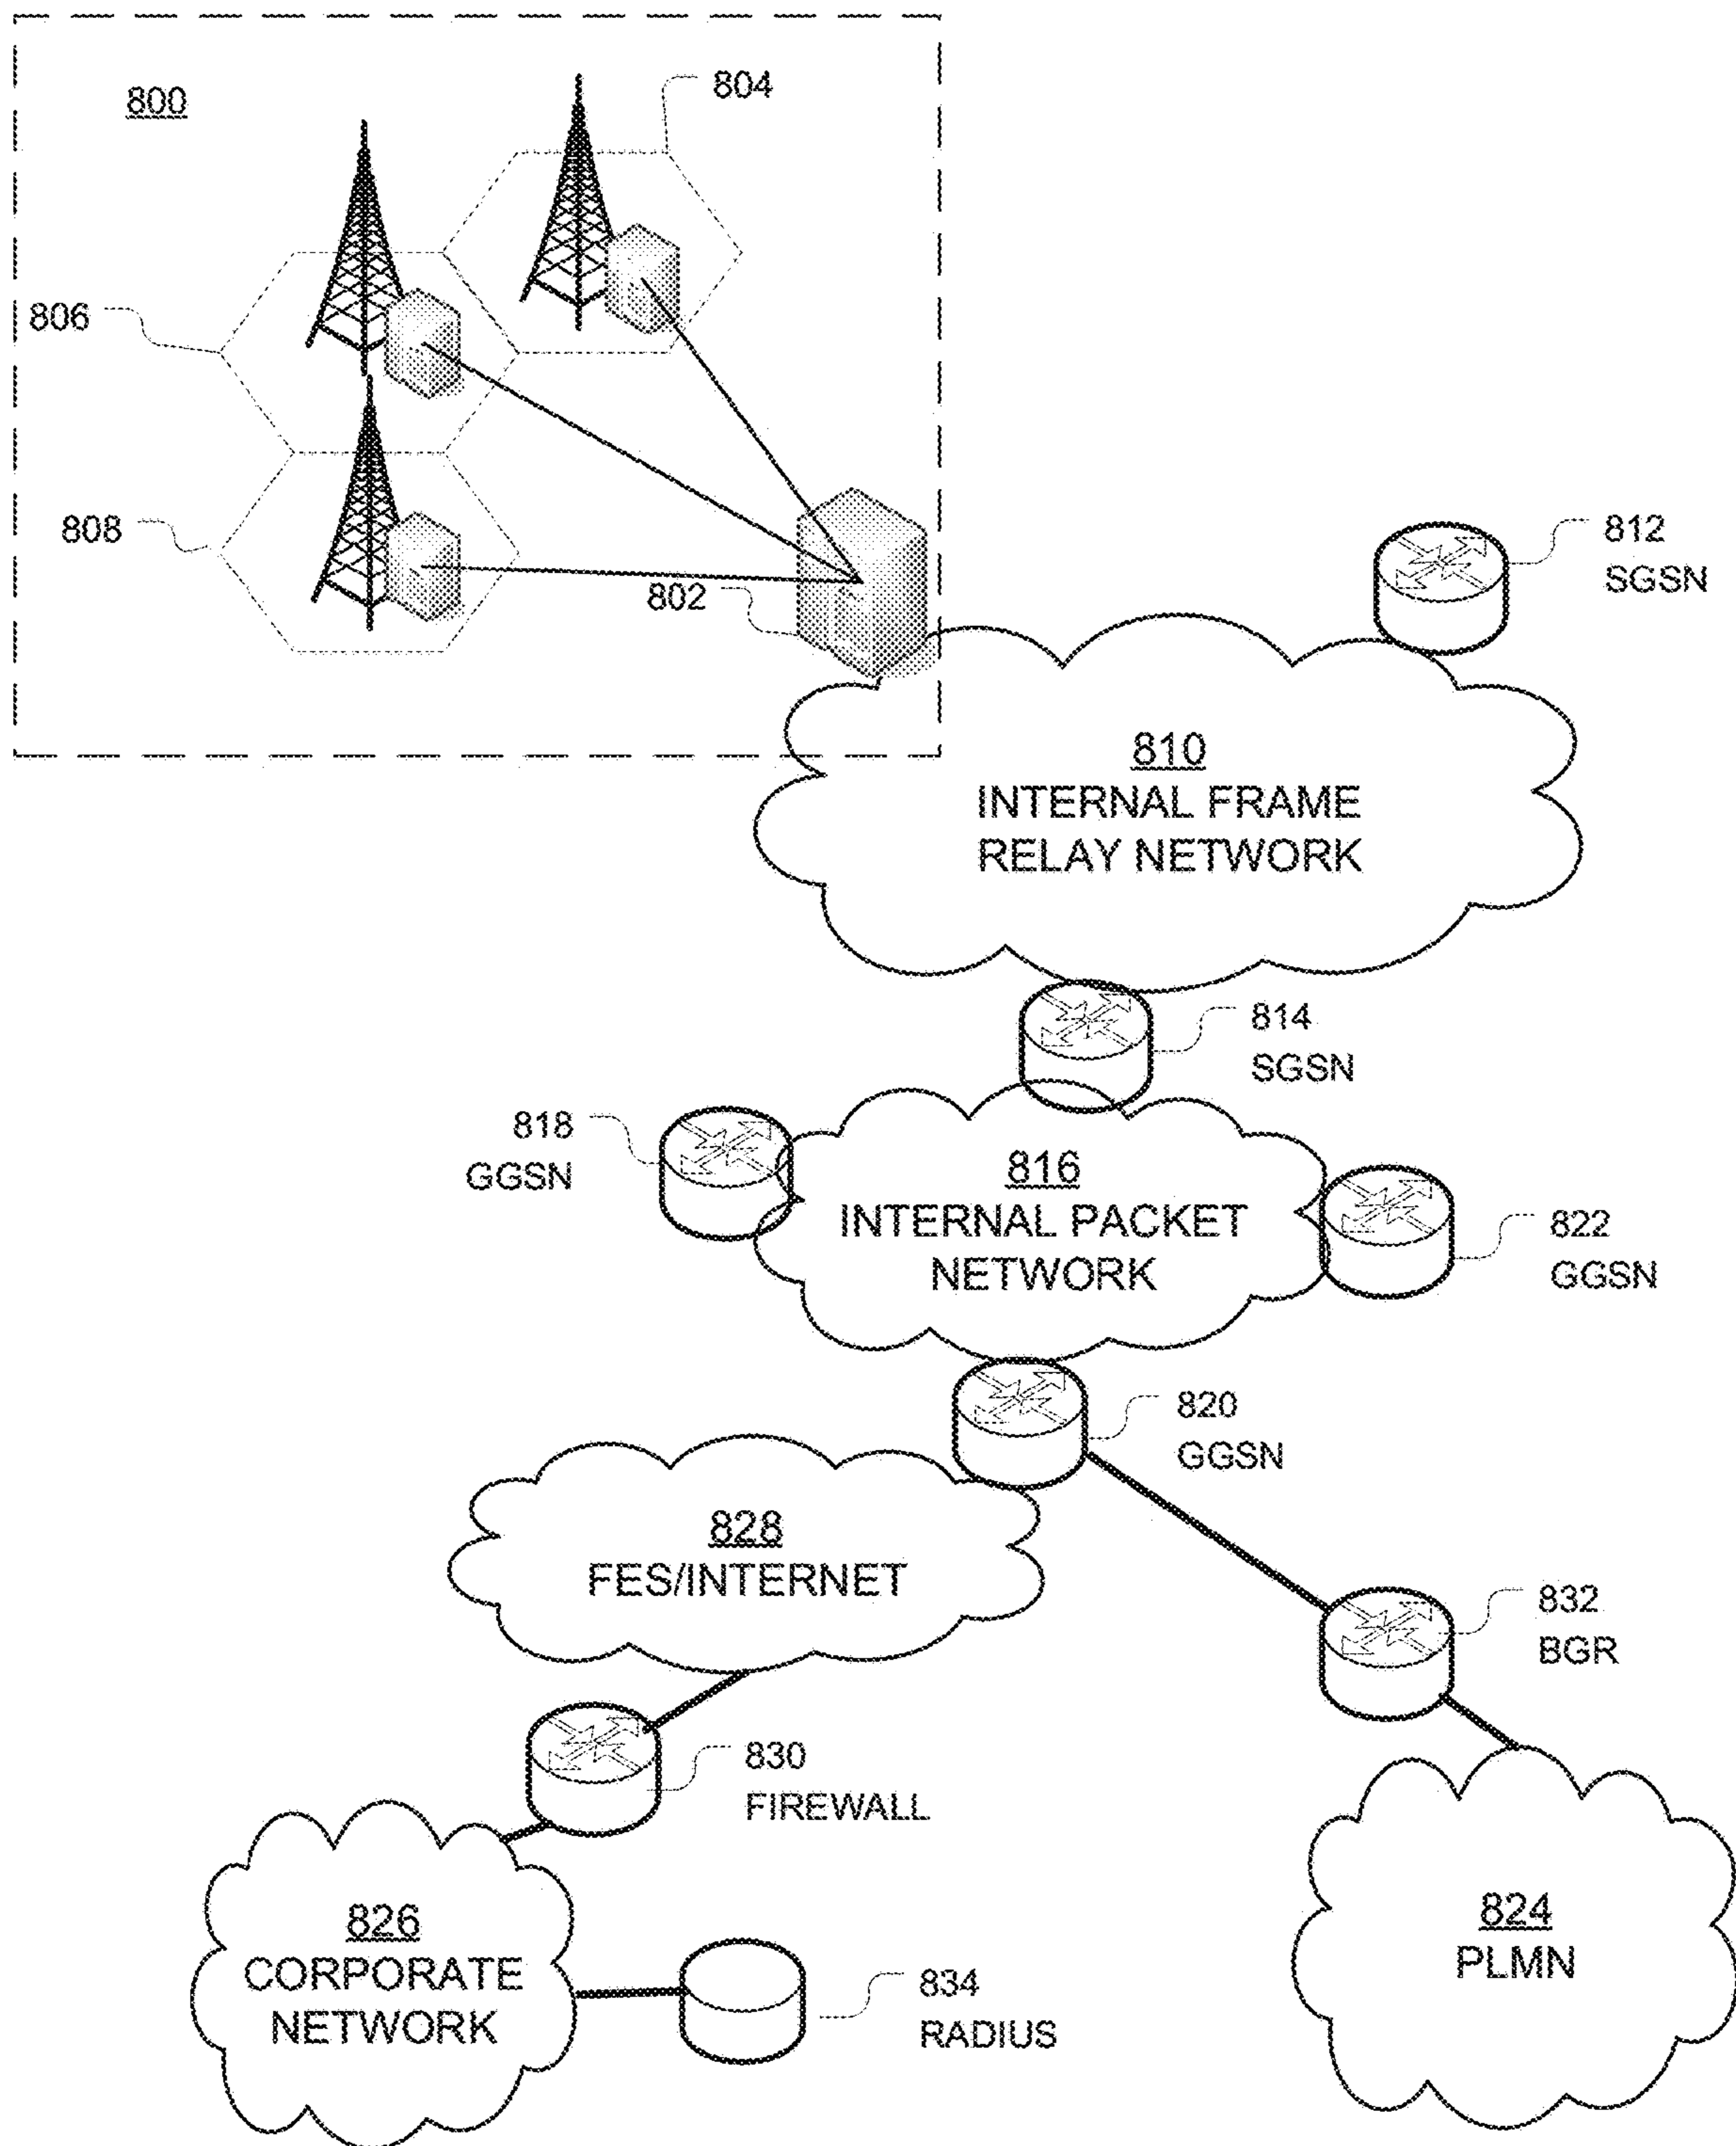 800
804
806
808
802
812
SGSN
810
INTERNAL FRAME
RELAY NETWORK
814
SGSN
818
GGSN
816
INTERNAL PACKET
NETWORK
822
GGSN
820
GGSN
828
FES/INTERNET
832
BGR
830
FIREWALL
826
CORPORATE
NETWORK
834
RADIUS
824
PLMN